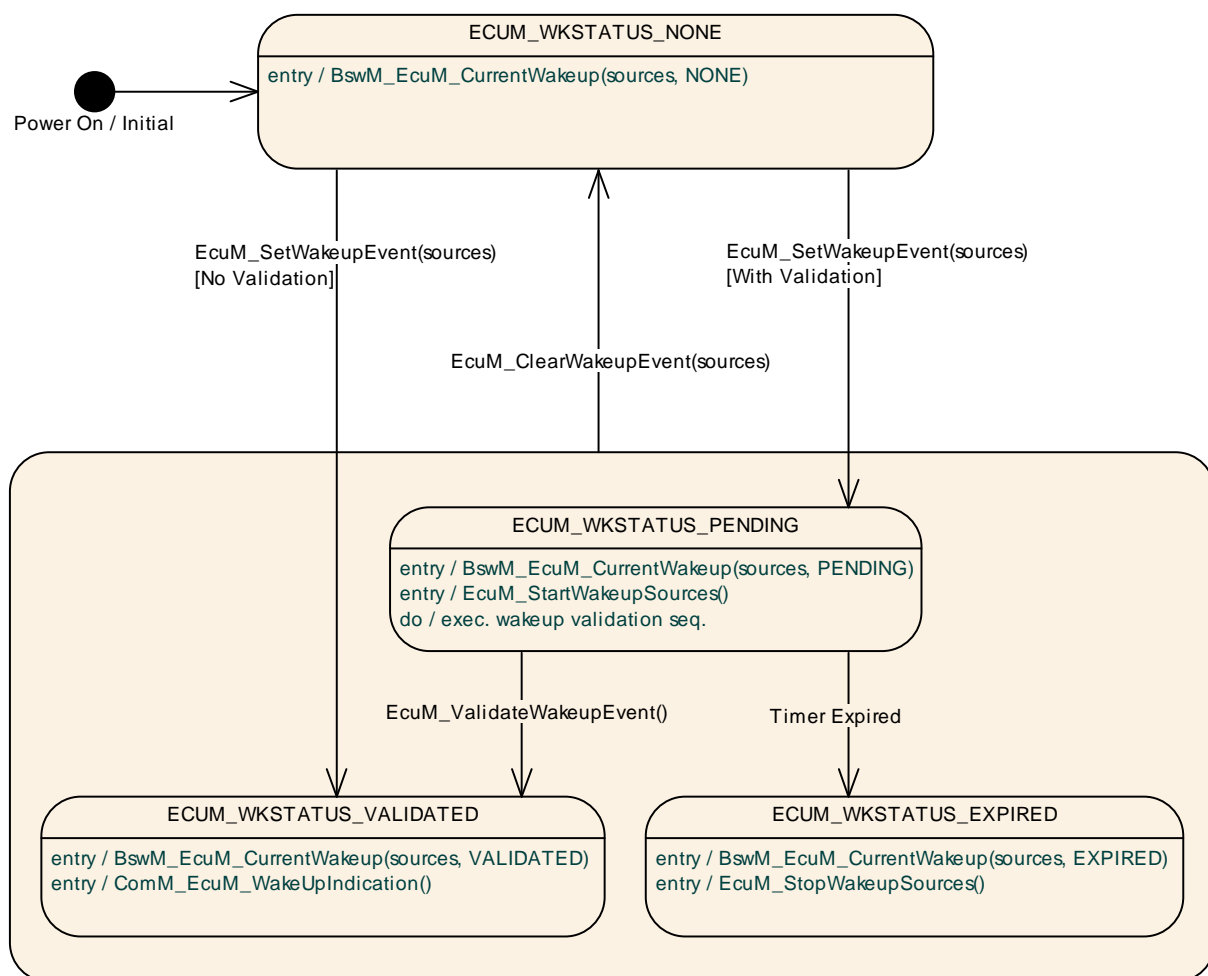 ECUM_WKSTATUS_NONE
entry / BswM_EcuM_CurrentWakeup(sources, NONE)
Power On / Initial
EcuM_SetWakeupEvent(sources)
[No Validation]
EcuM_SetWakeupEvent(sources)
[With Validation]
EcuM_ClearWakeupEvent(sources)
ECUM_WKSTATUS_PENDING
entry / BswM_EcuM_CurrentWakeup(sources, PENDING)
entry / EcuM_StartWakeupSources()
do / exec. wakeup validation seq.
EcuM_ValidateWakeupEvent()
Timer Expired
ECUM_WKSTATUS_VALIDATED
entry / BswM_EcuM_CurrentWakeup(sources, VALIDATED)
entry / ComM_EcuM_WakeUpIndication()
ECUM_WKSTATUS_EXPIRED
entry / BswM_EcuM_CurrentWakeup(sources, EXPIRED)
entry / EcuM_StopWakeupSources()